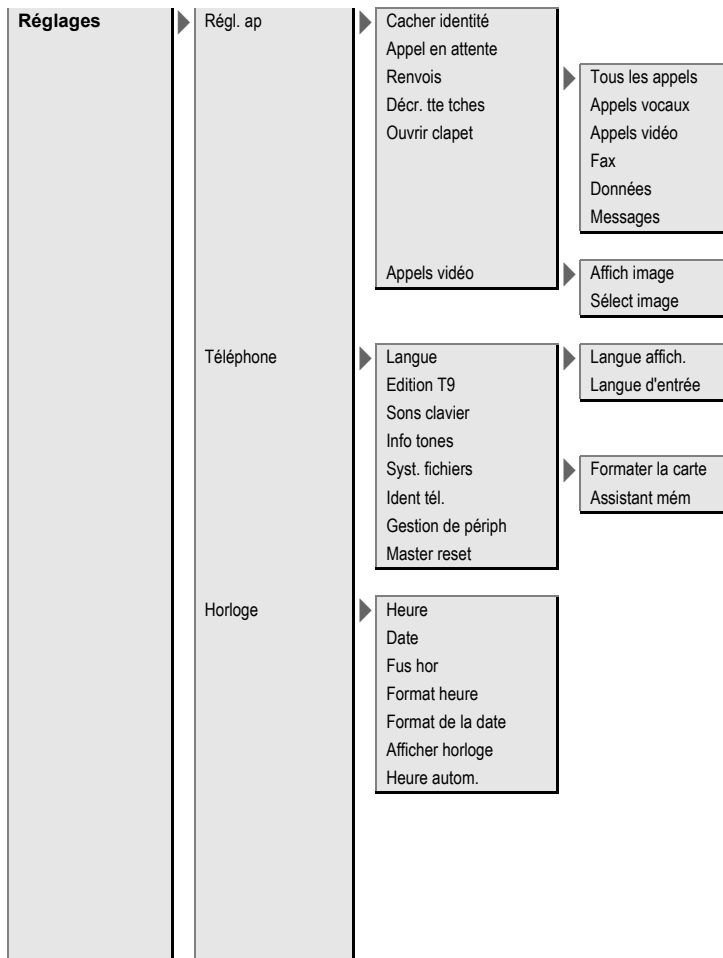 Réglages
Régl. ap
Cacher identité
Appel en attente
Renvois
Tous les appels
Décr. tte tches
Appels vocaux
Ouvrir clapet
Appels vidéo
Fax
Données
Messages
Appels vidéo
Affich image
Sélect image
Téléphone
Langue
Langue affich.
Edition T9
Langue d'entrée
Sons clavier
Info tones
Syst. fichiers
Formater la carte
Ident tél.
Assistant mém
Gestion de périph
Master reset
Horloge
Heure
Date
Fus hor
Format heure
Format de la date
Afficher horloge
Heure autom.